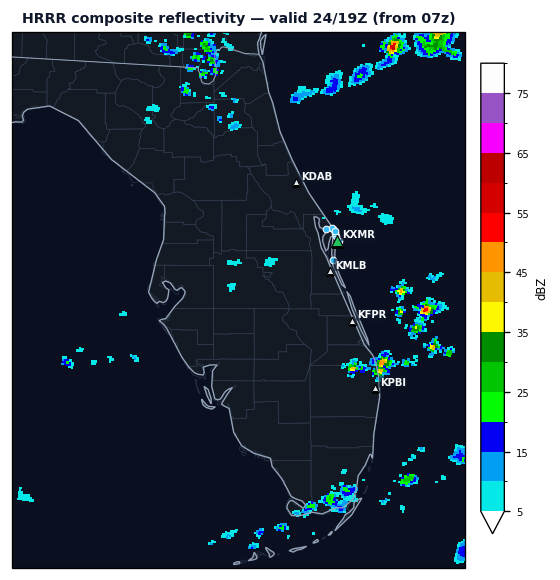 HRRR composite reflectivity — valid 24/19Z (from 07z)
KDAB
KXMR
KMLB
KFPR
KPBI
75
65
55
45
35
25
15
5
dBZ